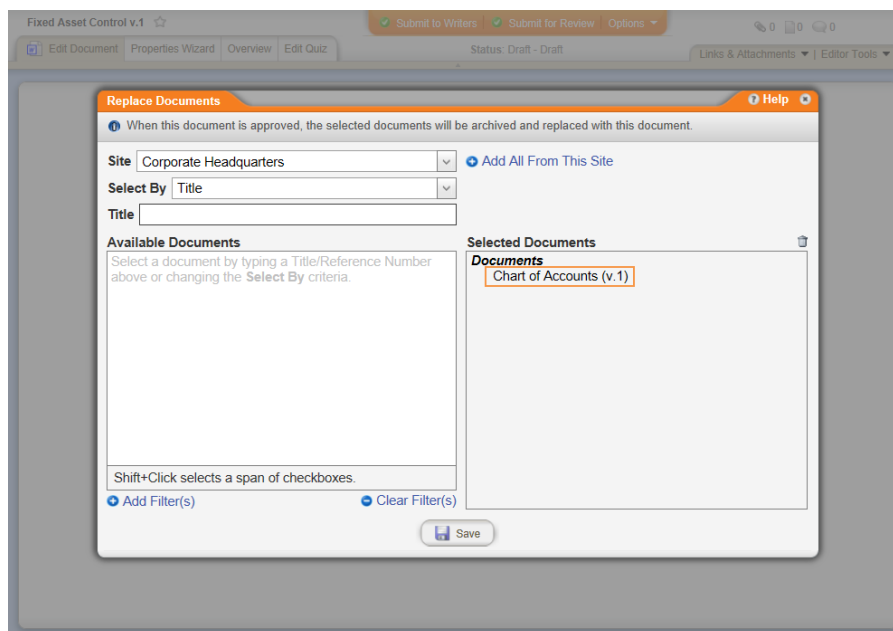 Fixed Asset Control v.1
Submit to Writers | Submit for Review | Options
0 0 0
Edit Document Properties Wizard Overview Edit Quiz
Status: Draft - Draft
Links & Attachments | Editor Tools
Replace Documents
Help
When this document is approved, the selected documents will be archived and replaced with this document.
Site Corporate Headquarters
Add All From This Site
Select By Title
Title
Available Documents
Select a document by typing a Title/Reference Number
above or changing the Select By criteria.
Shift+Click selects a span of checkboxes.
Add Filter(s) Clear Filter(s)
Selected Documents
Documents
Chart of Accounts (v.1)
Save